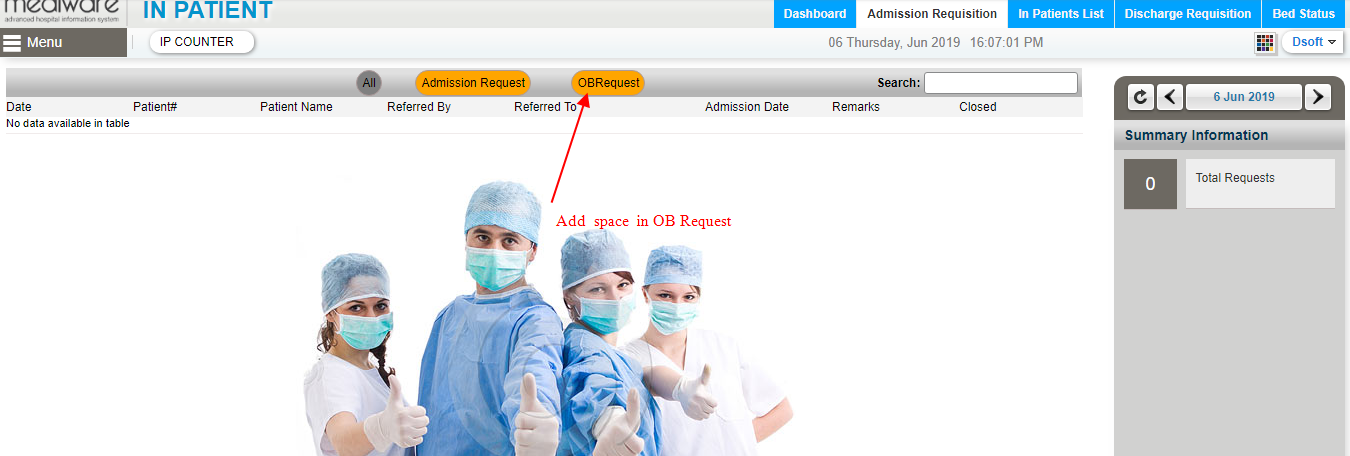 mediware
advanced hospital information system
IN PATIENT
Dashboard
Admission Requisition
In Patients List
Discharge Requisition
Bed Status
Menu
IP COUNTER
06 Thursday, Jun 2019 16:07:01 PM
Dsoft
All
Admission Request
OBRequest
Search:
Date Patient# Patient Name Referred By Referred To Admission Date Remarks Closed
No data available in table
Add space in OB Request
6 Jun 2019
Summary Information
0
Total Requests